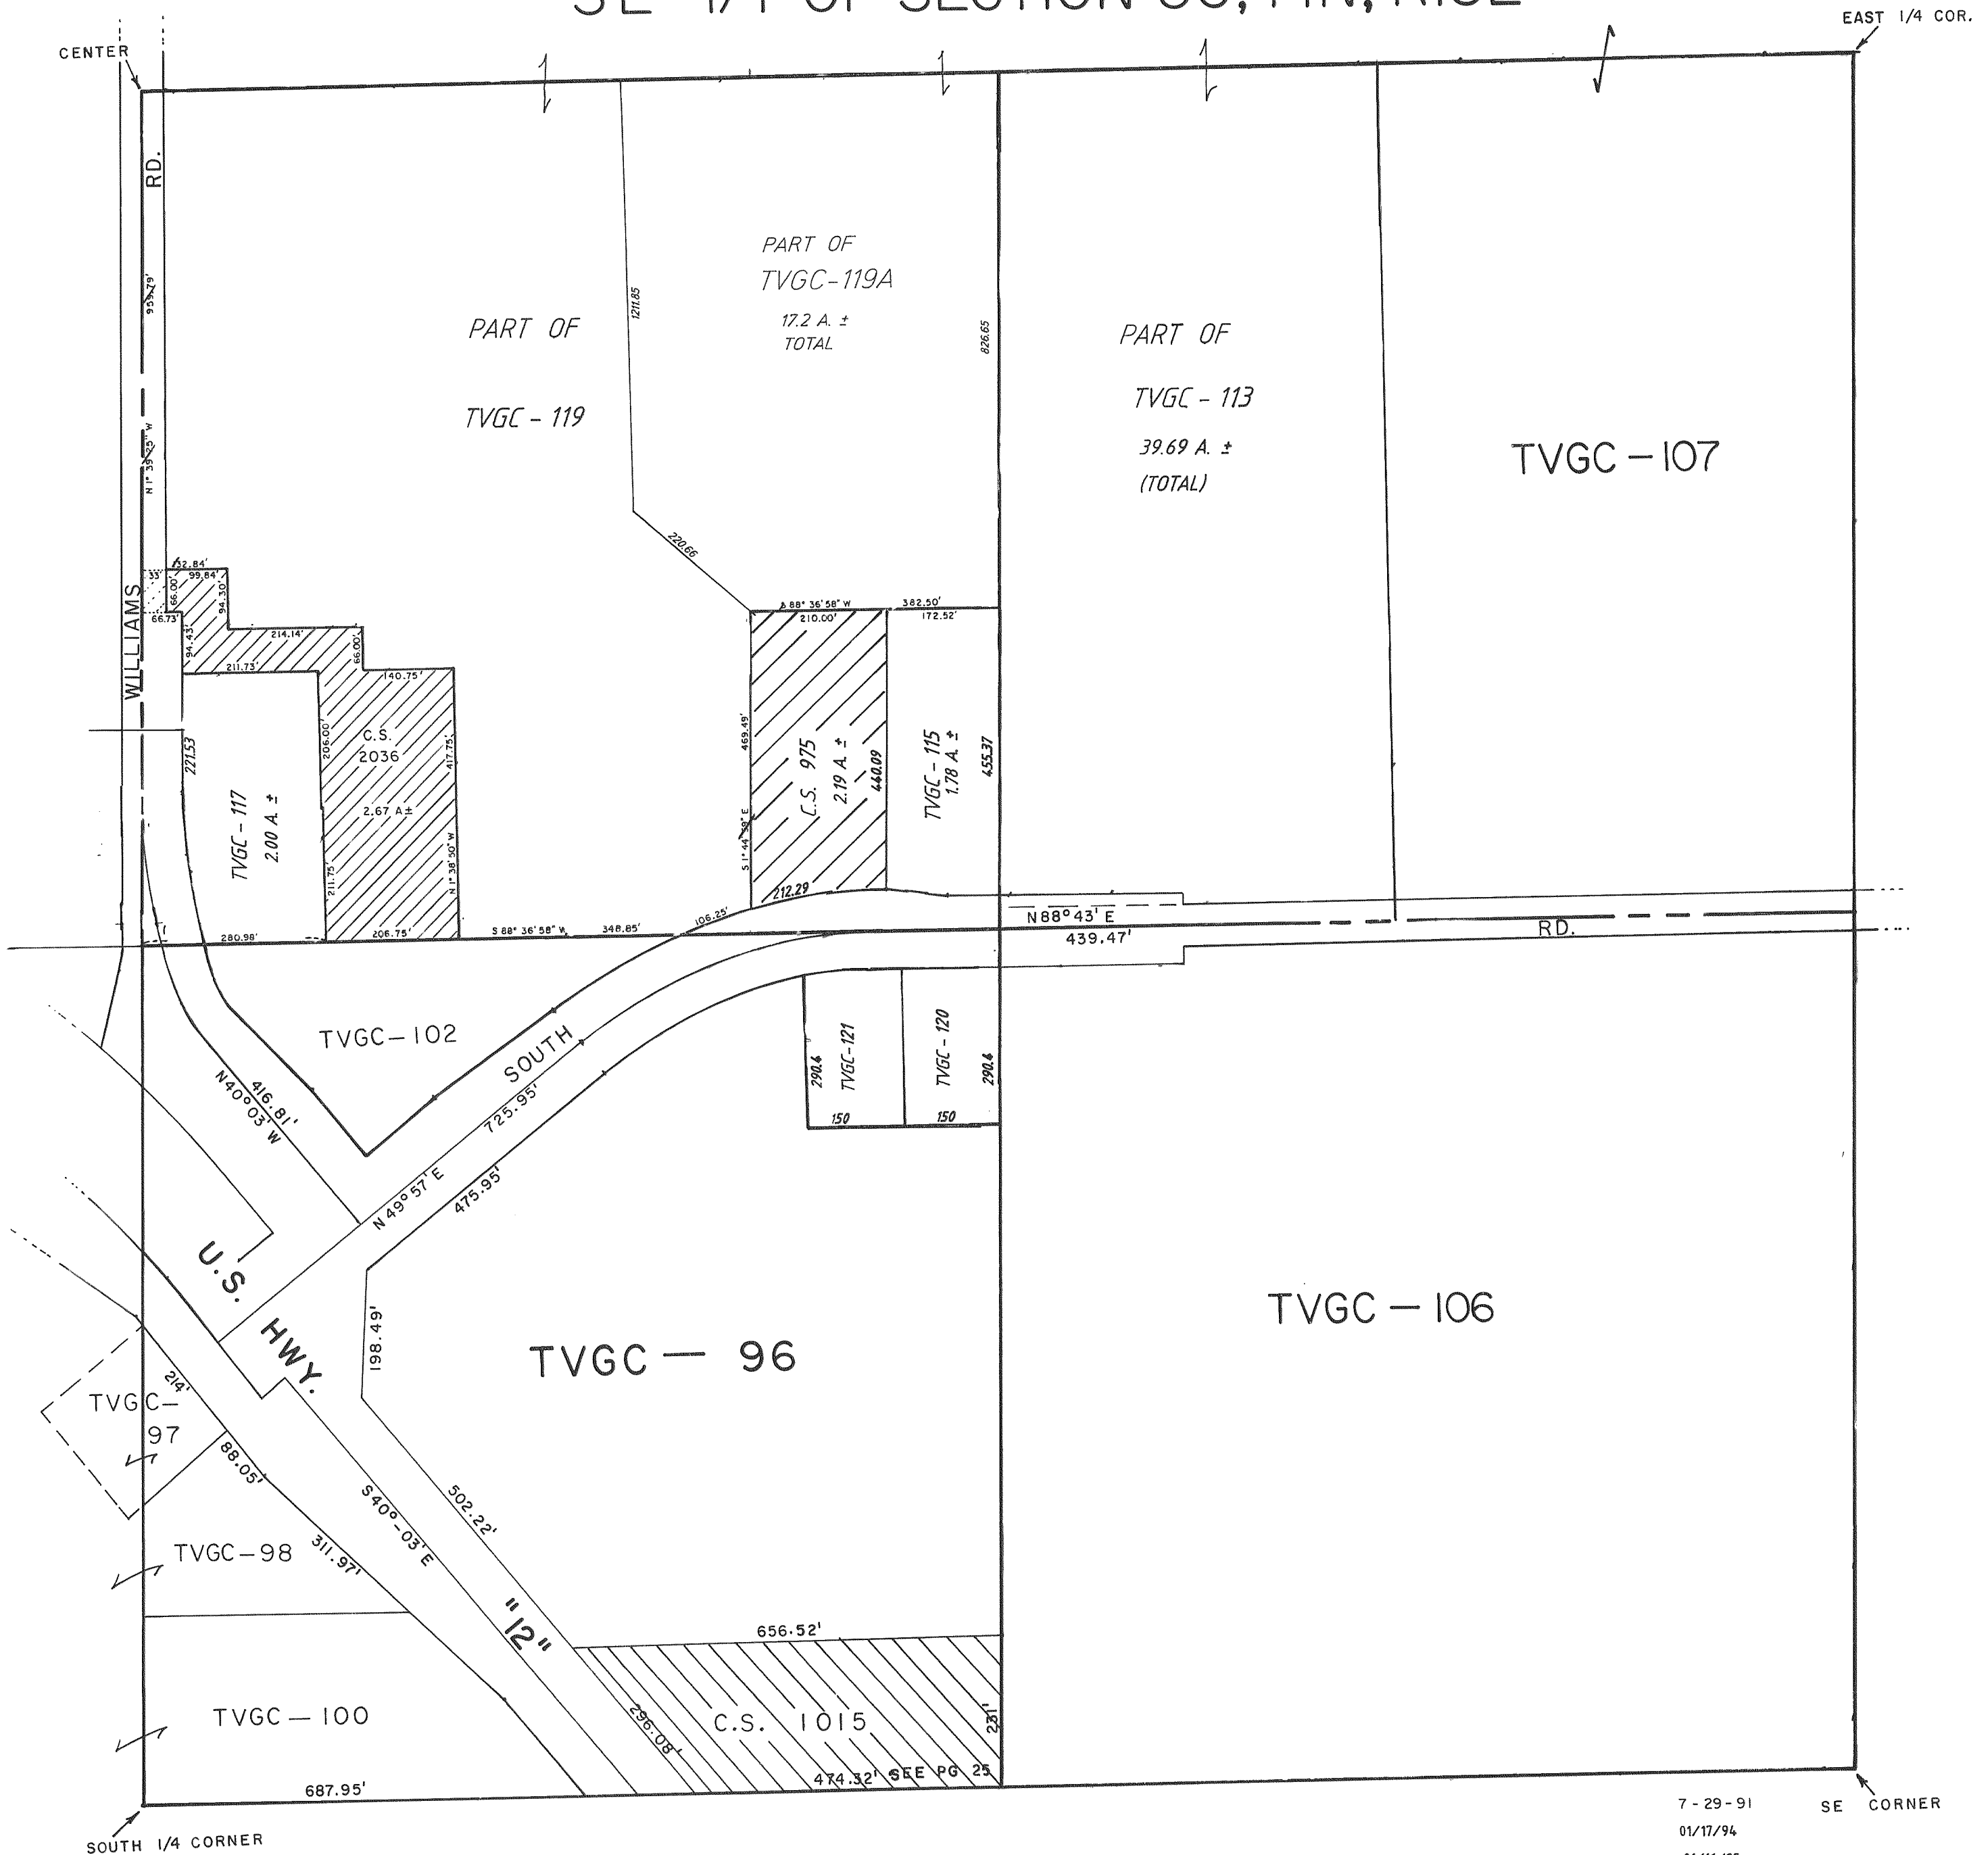 EAST 1/4 COR.
CENTER
RD.
959.79'
N 1° 39' 25" W
WILLIAMS
PART OF
TVGC - 119
1211.85
220.66
PART OF
TVGC-119A
17.2 A. ±
TOTAL
826.65
PART OF
TVGC - 113
39.69 A. ±
(TOTAL)
TVGC - 107
132.84'
33'
99.84'
66.00'
94.30'
66.73'
94.43'
214.14'
66.00'
211.73'
140.75'
221.53
206.00'
C.S.
2036
2.67 A±
417.75'
N 1° 38' 50" W
TVGC - 117
2.00 A. ±
211.75'
280.98'
206.75'
S 88° 36' 58" W
348.85'
106.25'
S 88° 36' 58" W
382.50'
210.00'
172.52'
469.49'
C.S. 975
2.19 A. ±
440.09
TVGC - 115
1.78 A. ±
455.37
212.29
N88°43' E
439.47'
RD.
TVGC-102
SOUTH
725.95'
N 49° 57' E
475.95'
416.81'
N40°03' W
290.4
TVGC-121
150
TVGC - 120
290.4
150
U.S.
HWY.
"12"
198.49'
TVGC - 96
TVGC - 106
214'
TVGC-
97
88.05'
S40°-03' E
502.22'
311.97'
TVGC-98
656.52'
TVGC - 100
296.08'
C.S. 1015
231'
474.32' SEE PG 25
687.95'
SOUTH 1/4 CORNER
7 - 29 - 91
01/17/94
SE CORNER